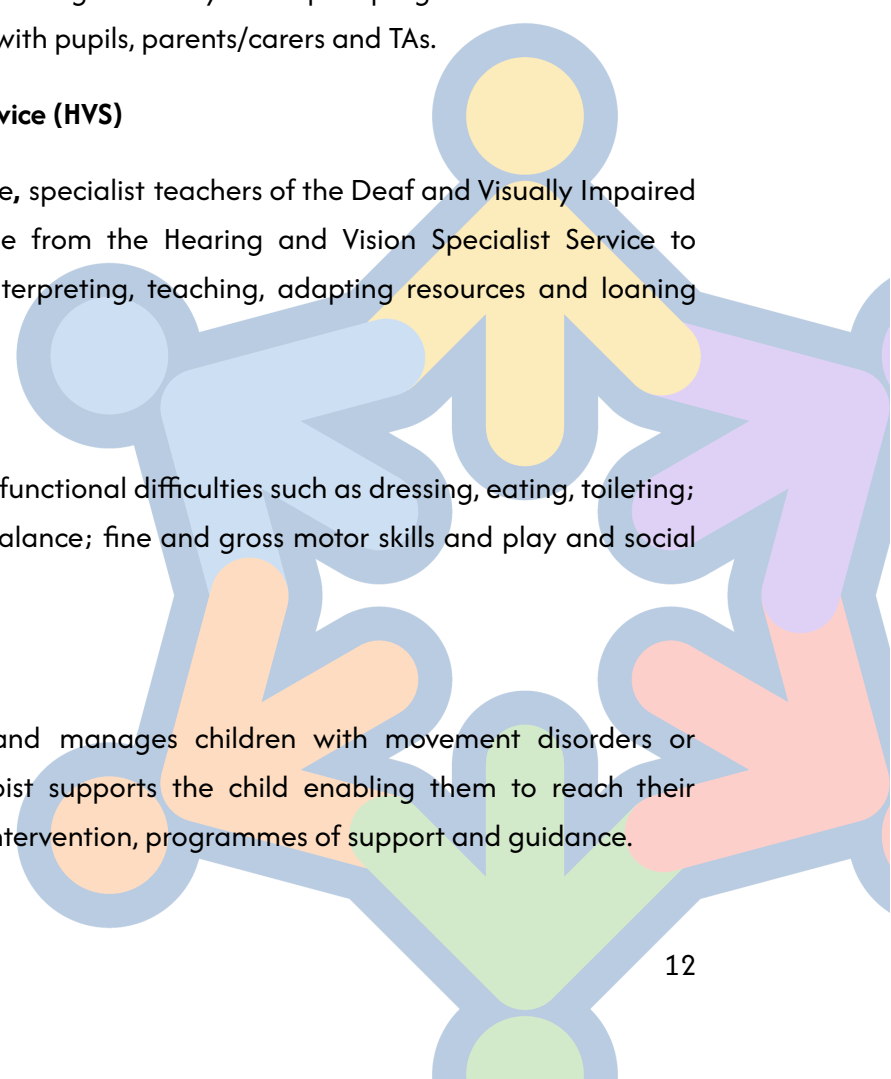 with pupils, parents/carers and TAs.
vice (HVS)
e, specialist teachers of the Deaf and Visually Impaired
e from the Hearing and Vision Specialist Service to
terpreting, teaching, adapting resources and loaning
functional difficulties such as dressing, eating, toileting;
alance; fine and gross motor skills and play and social
and manages children with movement disorders or
pist supports the child enabling them to reach their
ntervention, programmes of support and guidance.
12